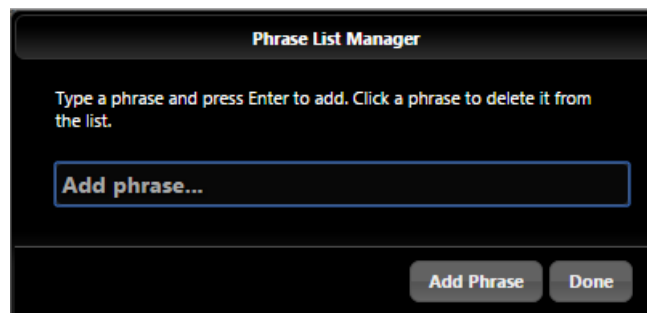 Phrase List Manager
Type a phrase and press Enter to add. Click a phrase to delete it from
the list.
Add phrase...
Add Phrase
Done